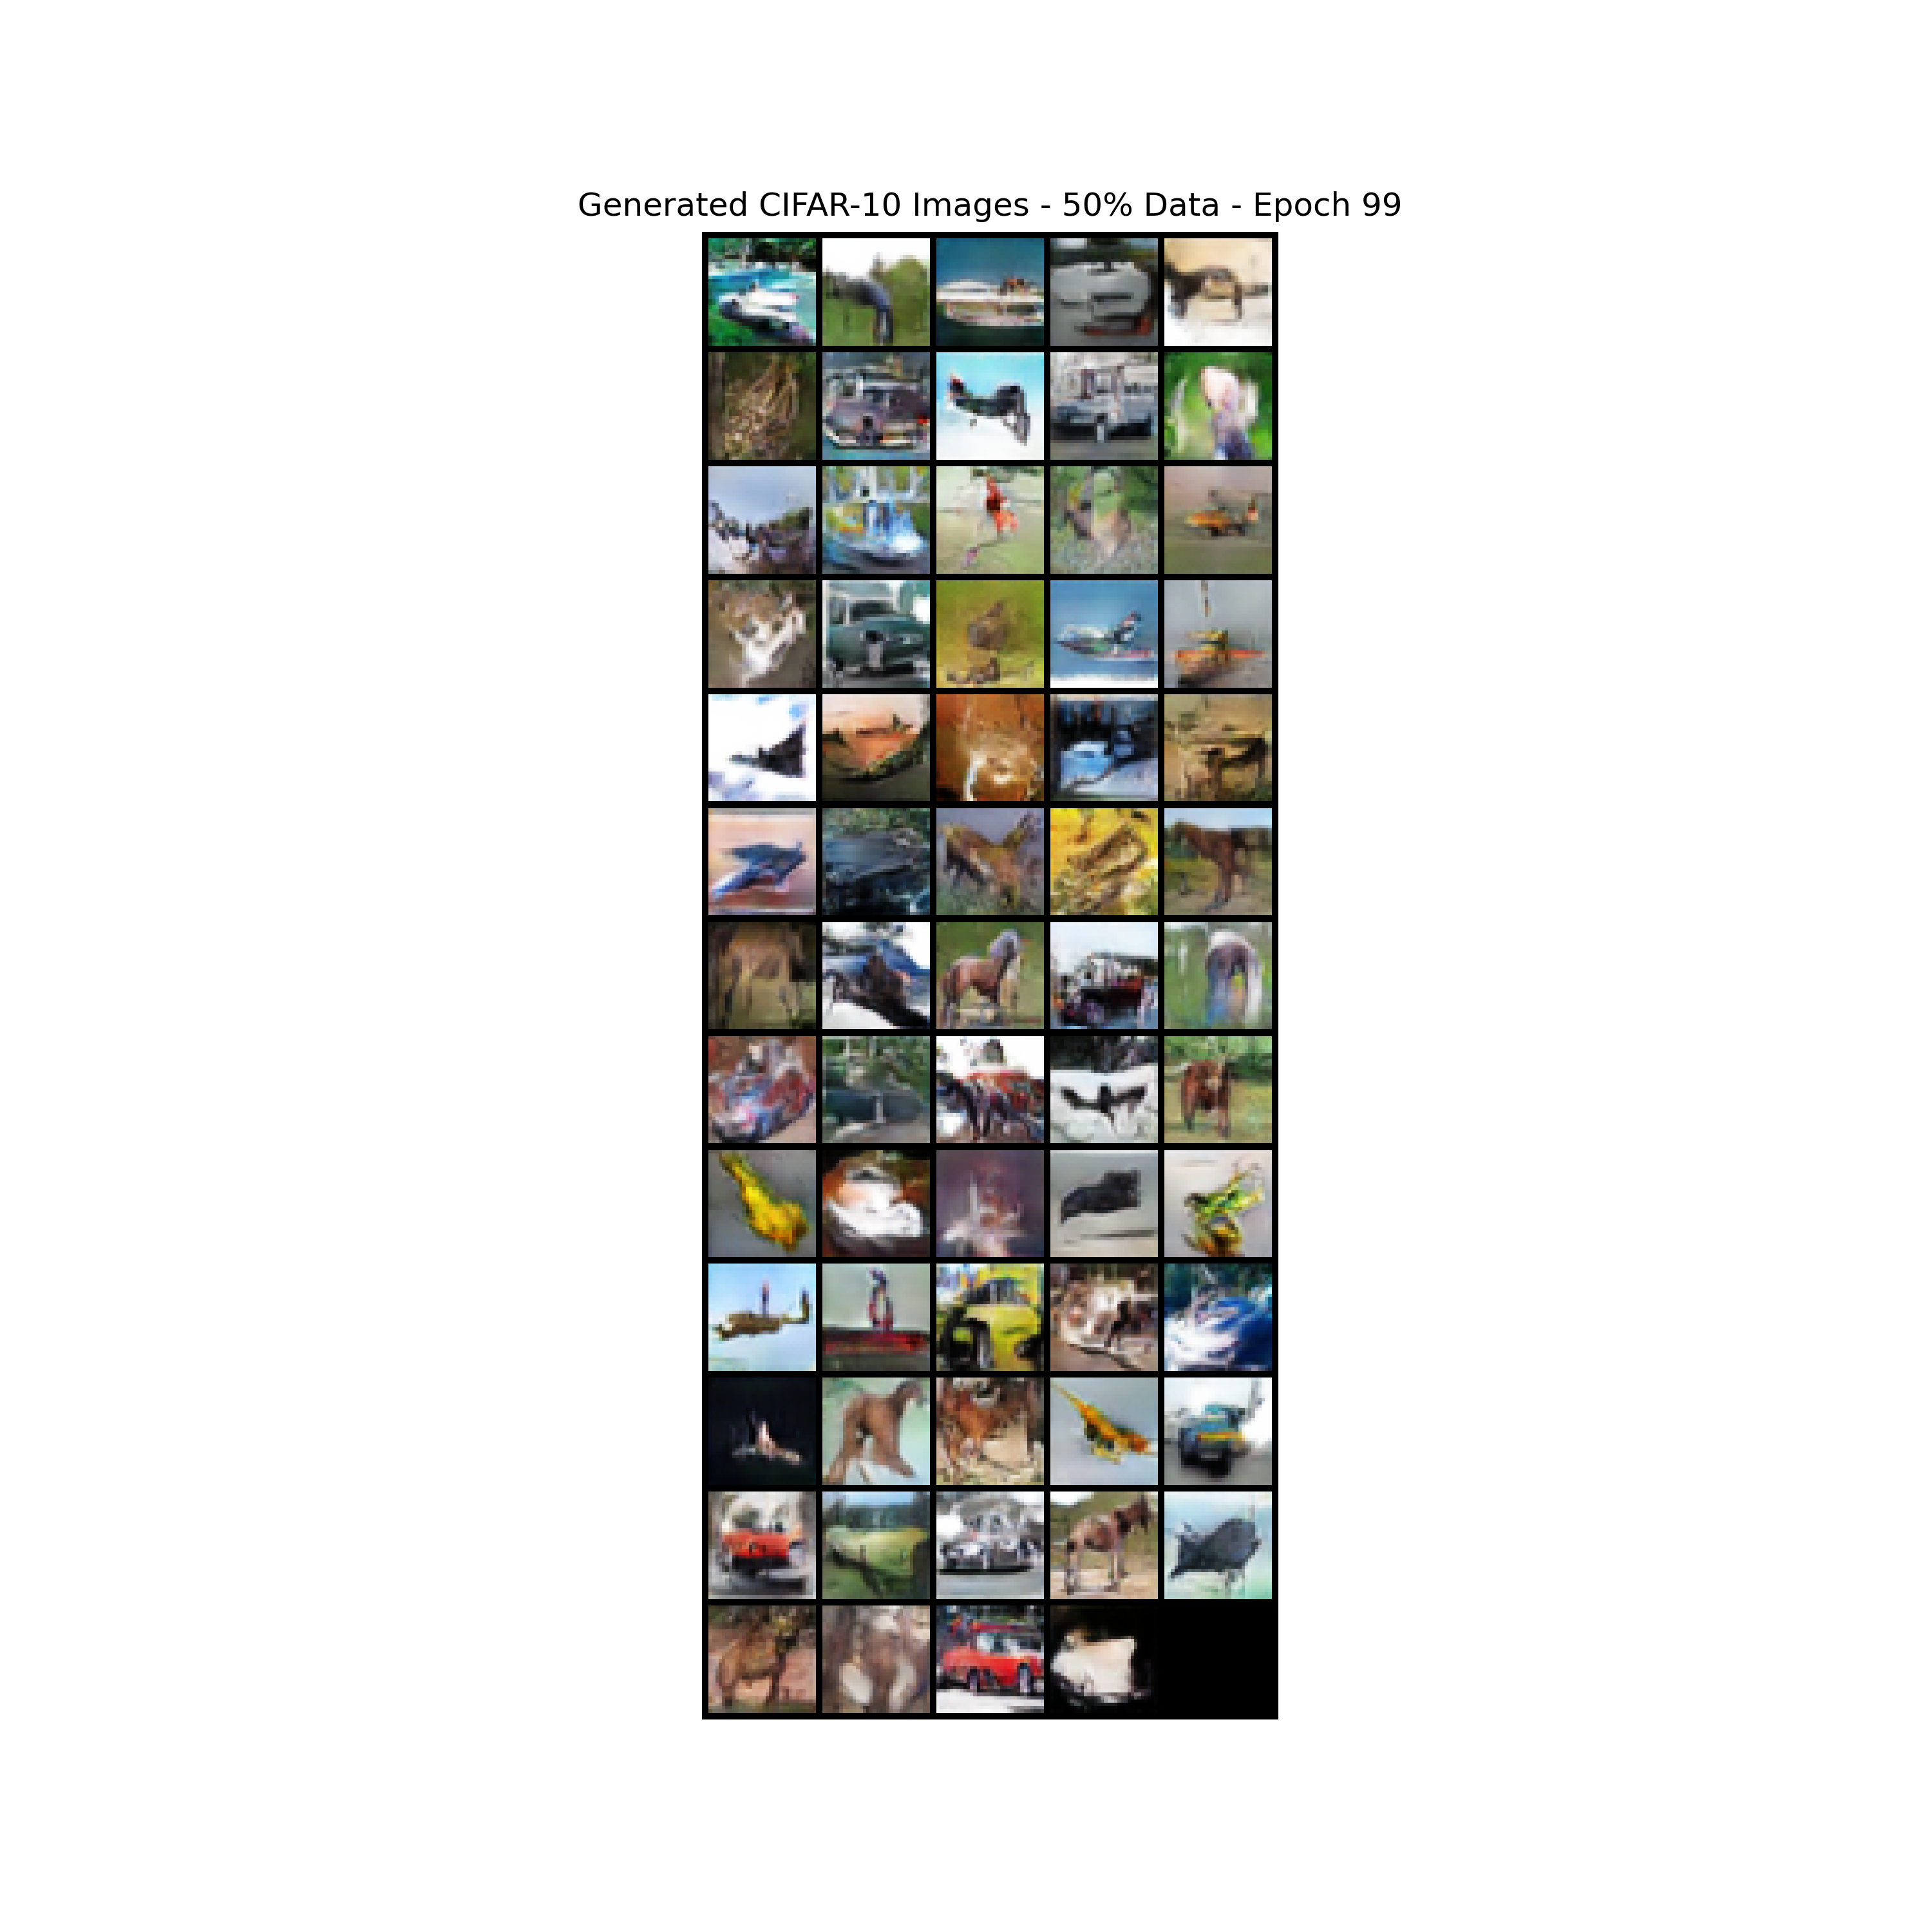 Generated CIFAR-10 Images - 50% Data - Epoch 99